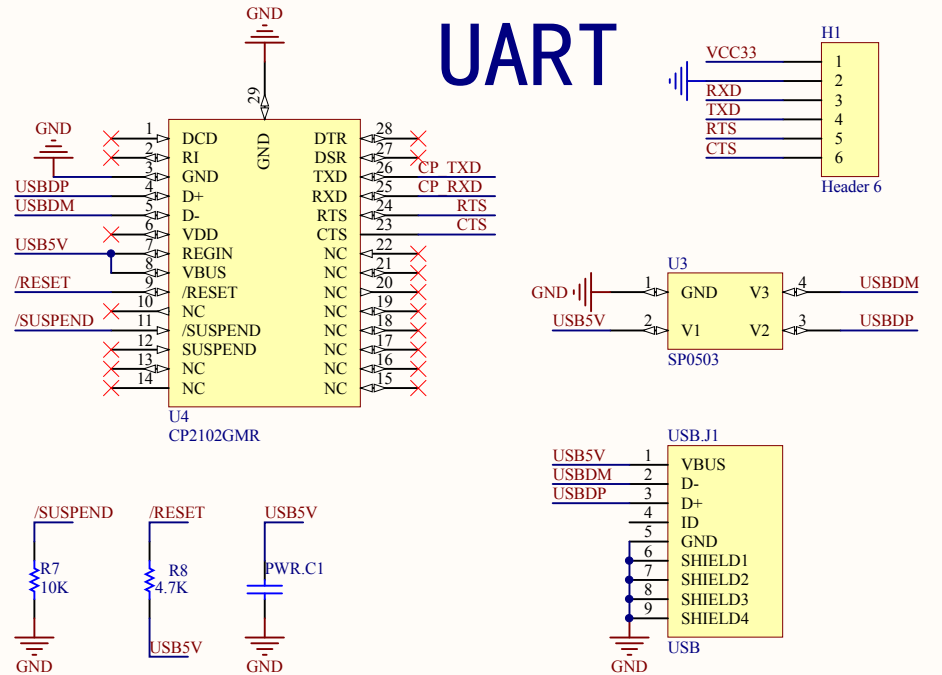 UART
GND
29
GND
GND
1 DCD DTR 28
2 RI DSR 27
3 GND TXD 26 CP_TXD
USBDP 4 D+ RXD 25 CP_RXD
USBDM 5 D- RTS 24 RTS
6 VDD CTS 23 CTS
USB5V 7 REGIN NC 22
8 VBUS NC 21
/RESET 9 /RESET NC 20
10 NC NC 19
/SUSPEND 11 /SUSPEND NC 18
12 SUSPEND NC 17
13 NC NC 16
14 NC NC 15
U4
CP2102GMR
H1
VCC33 1
2
RXD 3
TXD 4
RTS 5
CTS 6
Header 6
U3
GND 1 GND V3 4 USBDM
USB5V 2 V1 V2 3 USBDP
SP0503
USB.J1
USB5V 1 VBUS
USBDM 2 D-
USBDP 3 D+
4 ID
5 GND
6 SHIELD1
7 SHIELD2
8 SHIELD3
9 SHIELD4
USB
GND
/SUSPEND
R7
10K
GND
/RESET
R8
4.7K
USB5V
USB5V
PWR.C1
GND